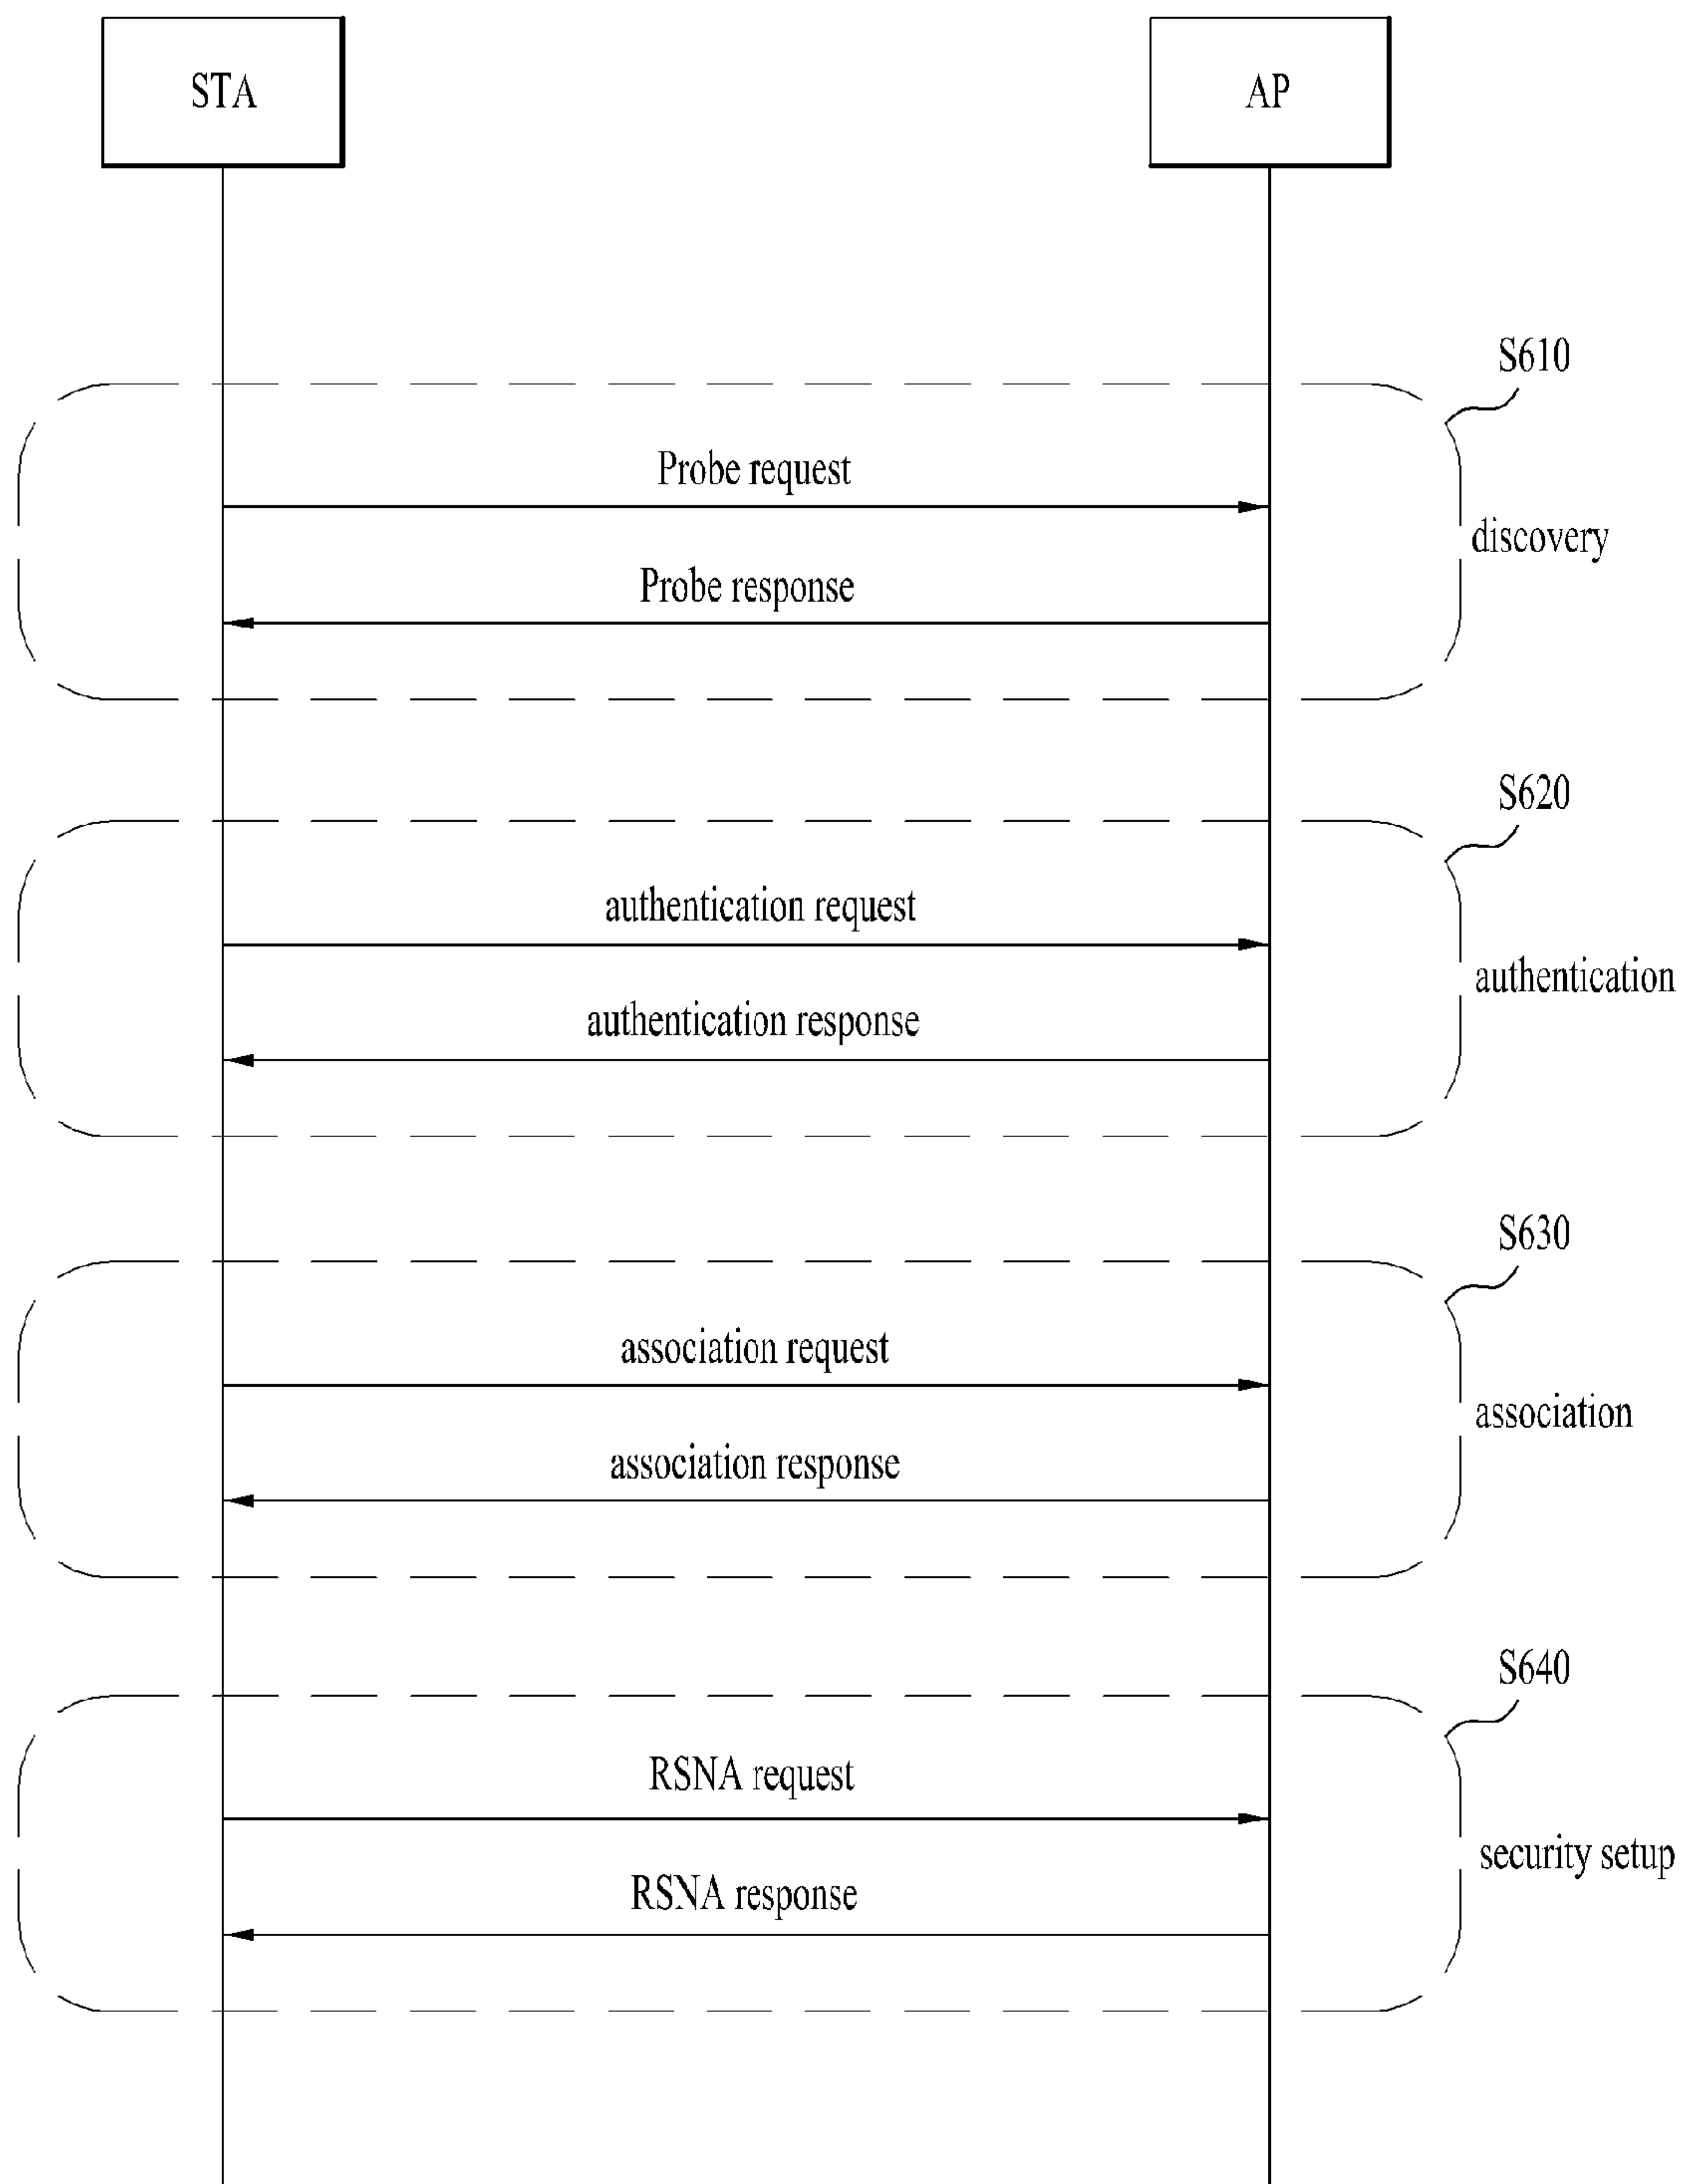 STA
AP
S610
Probe request
discovery
Probe response
S620
authentication request
authentication
authentication response
S630
association request
association
association response
S640
RSNA request
security setup
RSNA response